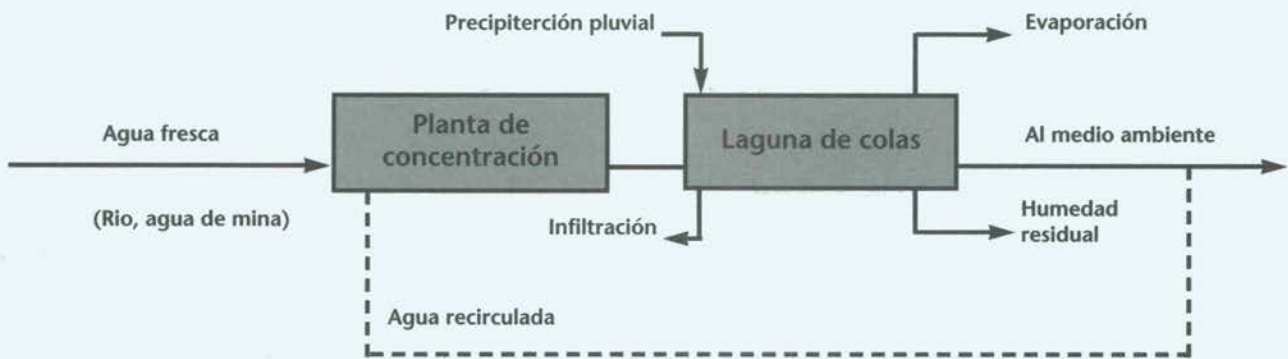 Precipiterción pluvial
Evaporación
Agua fresca
Planta de
concentración
Laguna de colas
Al medio ambiente
(Rio, agua de mina)
Infiltración
Humedad
residual
Agua recirculada